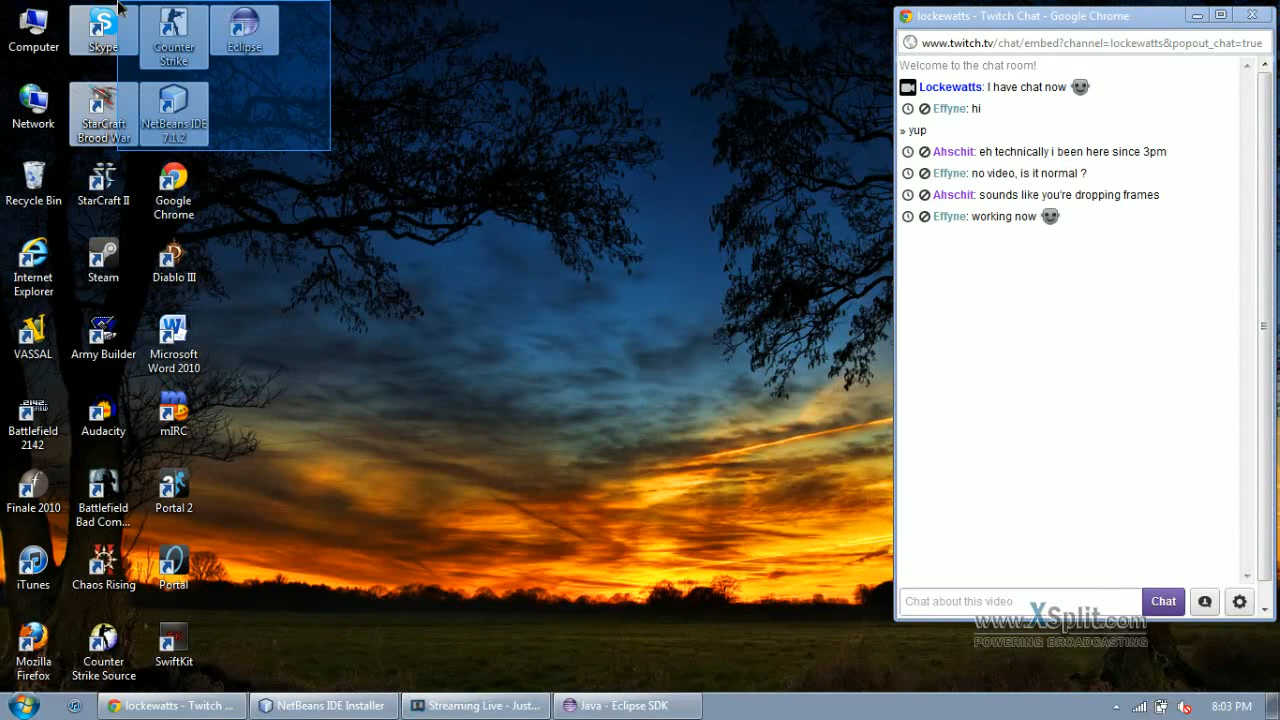 Computer
Skype
Counter
Strike
Eclipse
Network
StarCraft
Brood War
NetBeans IDE
7.1.2
Recycle Bin
StarCraft II
Google
Chrome
Internet
Explorer
Steam
Diablo III
VASSAL
Army Builder
Microsoft
Word 2010
Battlefield
2142
Audacity
mIRC
Finale 2010
Battlefield
Bad Com...
Portal 2
iTunes
Chaos Rising
Portal
Mozilla
Firefox
Counter
Strike Source
SwiftKit
lockewatts - Twitch Chat - Google Chrome
www.twitch.tv/chat/embed?channel=lockewatts&popout_chat=true
Welcome to the chat room!
Lockewatts: I have chat now
Effyne: hi
» yup
Ahschit: eh technically i been here since 3pm
Effyne: no video, is it normal ?
Ahschit: sounds like you're dropping frames
Effyne: working now
Chat about this video
Chat
www.XSplit.com
POWERING BROADCASTING
lockewatts - Twitch ...
NetBeans IDE Installer
Streaming Live - Just...
Java - Eclipse SDK
8:03 PM